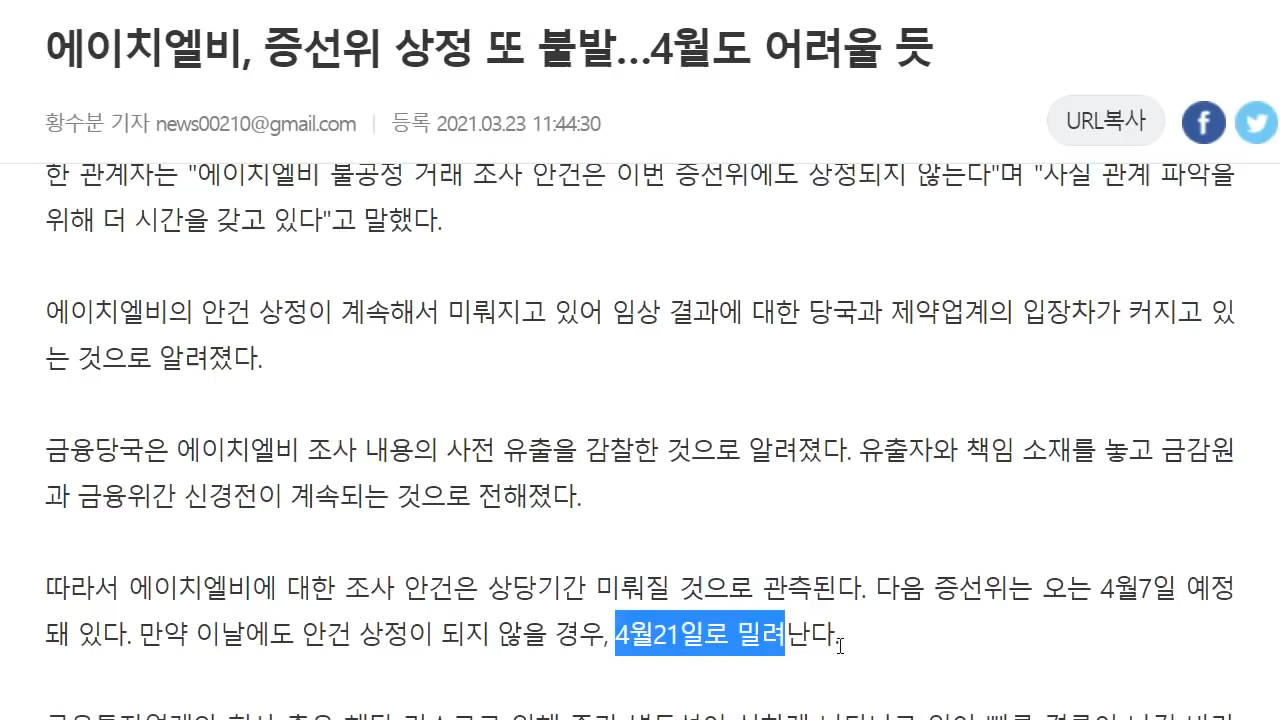 에이치엘비, 증선위 상정 또 불발...4월도 어려울 듯
황수분 기자 news00210@gmail.com | 등록 2021.03.23 11:44:30
URL복사
한 관계자는 "에이치엘비 불공정 거래 조사 안건은 이번 증선위에도 상정되지 않는다"며 "사실 관계 파악을
위해 더 시간을 갖고 있다"고 말했다.
에이치엘비의 안건 상정이 계속해서 미뤄지고 있어 임상 결과에 대한 당국과 제약업계의 입장차가 커지고 있
는 것으로 알려졌다.
금융당국은 에이치엘비 조사 내용의 사전 유출을 감찰한 것으로 알려졌다. 유출자와 책임 소재를 놓고 금감원
과 금융위간 신경전이 계속되는 것으로 전해졌다.
따라서 에이치엘비에 대한 조사 안건은 상당기간 미뤄질 것으로 관측된다. 다음 증선위는 오는 4월7일 예정
돼 있다. 만약 이날에도 안건 상정이 되지 않을 경우, 4월21일로 밀려난다.